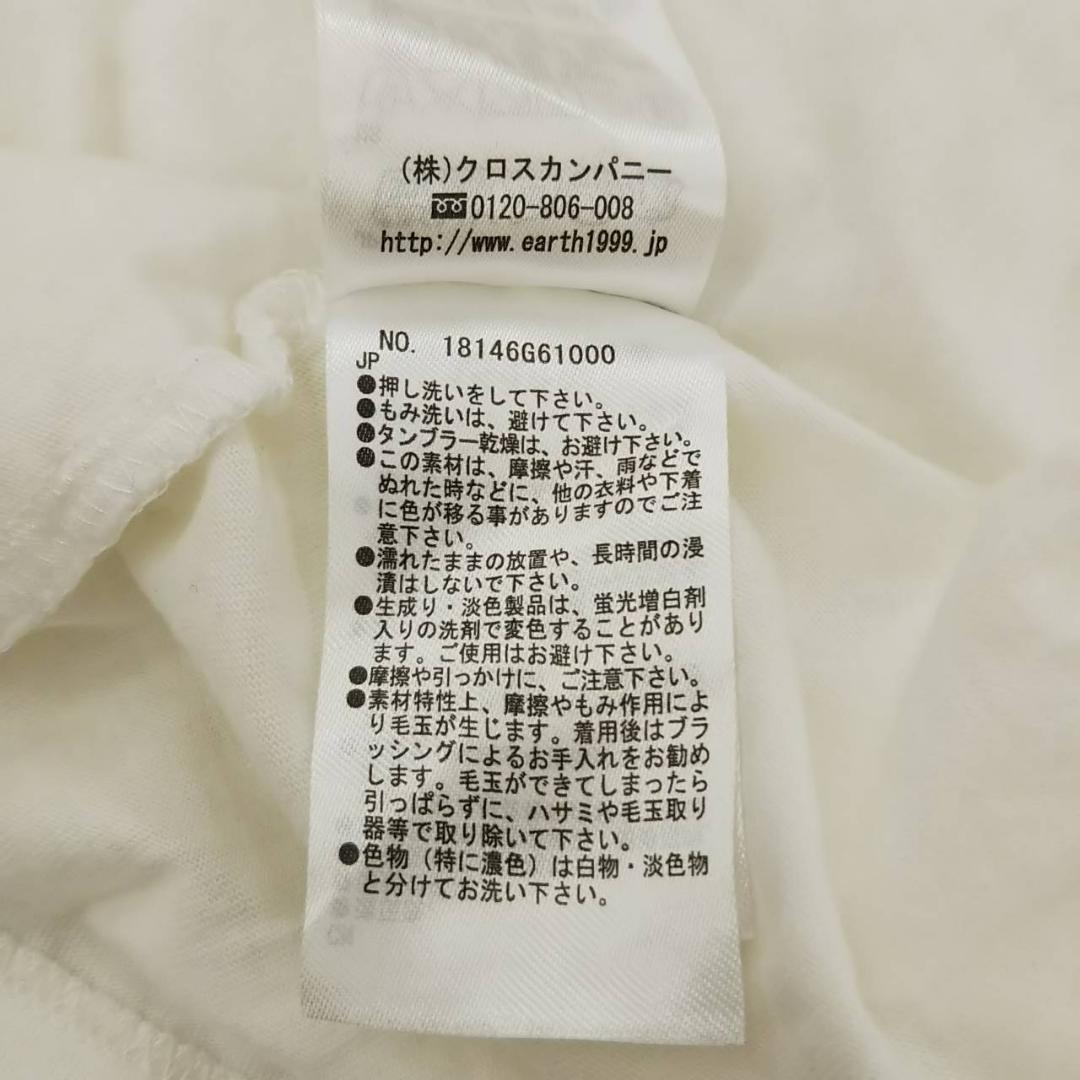 (株)クロスカンパニー
0120-806-008
http://www.earth1999.jp
NO. 18146G61000
JP
●押し洗いをして下さい。
●もみ洗いは、避けて下さい。
●タンブラー乾燥は、お避け下さい。
●この素材は、摩擦や汗、雨などで
ぬれた時などに、他の衣料や下着
に色が移る事がありますのでご注
意下さい。
●濡れたままの放置や、長時間の浸
漬はしないで下さい。
●生成り・淡色製品は、蛍光増白剤
入りの洗剤で変色することがあり
ます。ご使用はお避け下さい。
●摩擦や引っかけに、ご注意下さい。
●素材特性上、摩擦やもみ作用によ
り毛玉が生じます。着用後はブラ
ッシングによるお手入れをお勧め
します。毛玉ができてしまったら
引っぱらずに、ハサミや毛玉取り
器等で取り除いて下さい。
●色物（特に濃色）は白物・淡色物
と分けてお洗い下さい。